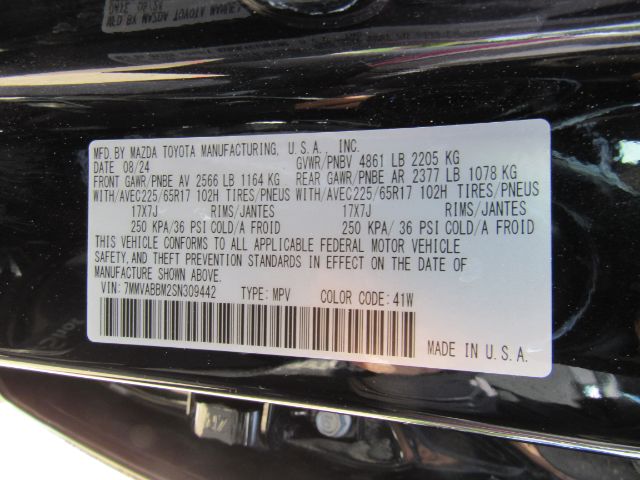 MFD.BY MAZDA TOYOTA MANUFACTURING, U.S.A., INC.
DATE 08/24 GVWR/PNBV 4861 LB 2205 KG
FRONT GAWR/PNBE AV 2566 LB 1164 KG REAR GAWR/PNBE AR 2377 LB 1078 KG
WITH/AVEC225/65R17 102H TIRES/PNEUS WITH/AVEC225/65R17 102H TIRES/PNEUS
17X7J RIMS/JANTES 17X7J RIMS/JANTES
250 KPA/36 PSI COLD/A FROID 250 KPA/ 36 PSI COLD/A FROID
THIS VEHICLE CONFORMS TO ALL APPLICABLE FEDERAL MOTOR VEHICLE
SAFETY,AND THEFT PREVENTION STANDARDS IN EFFECT ON THE DATE OF
MANUFACTURE SHOWN ABOVE.
VIN: 7MMVABBM2SN309442 TYPE: MPV COLOR CODE: 41W
MADE IN U.S.A.